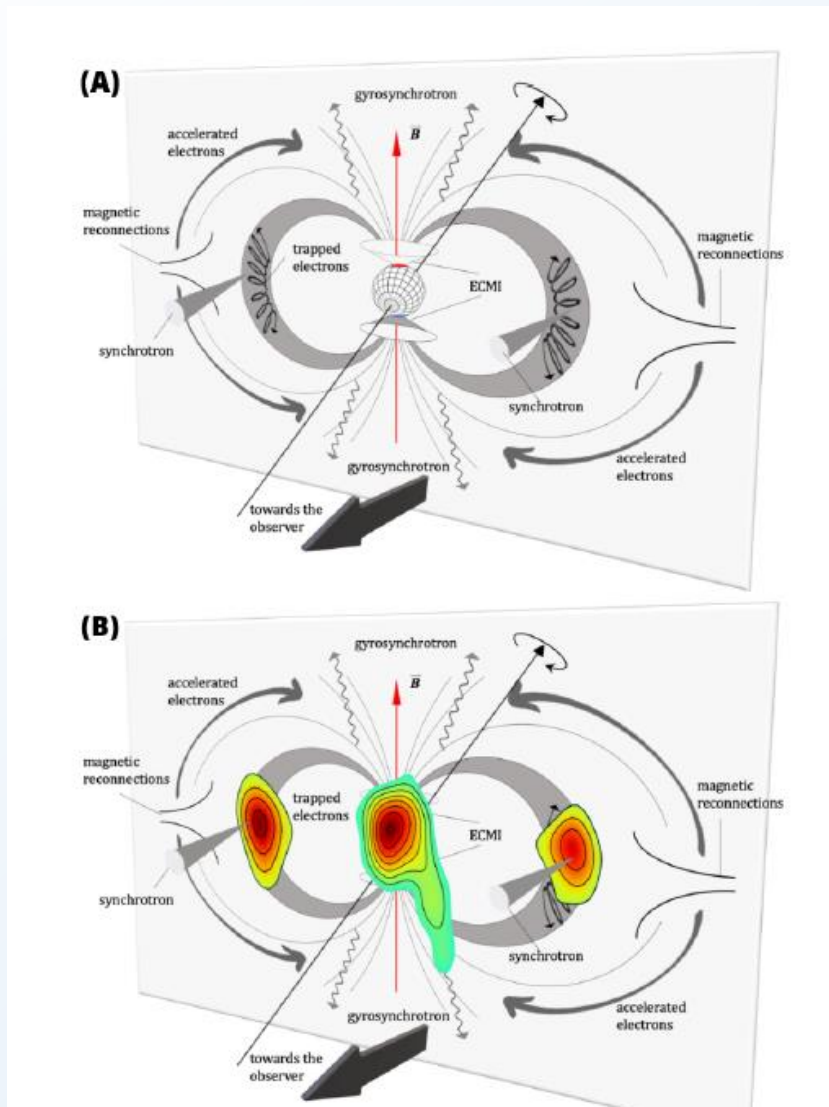 (A)
gyrosynchrotron
B
accelerated
electrons
magnetic
reconnections
trapped
electrons
magnetic
reconnections
ECMI
synchrotron
synchrotron
accelerated
electrons
gyrosynchrotron
towards the
observer
(B)
gyrosynchrotron
B
accelerated
electrons
magnetic
reconnections
trapped
electrons
magnetic
reconnections
ECMI
synchrotron
synchrotron
accelerated
electrons
gyrosynchrotron
towards the
observer